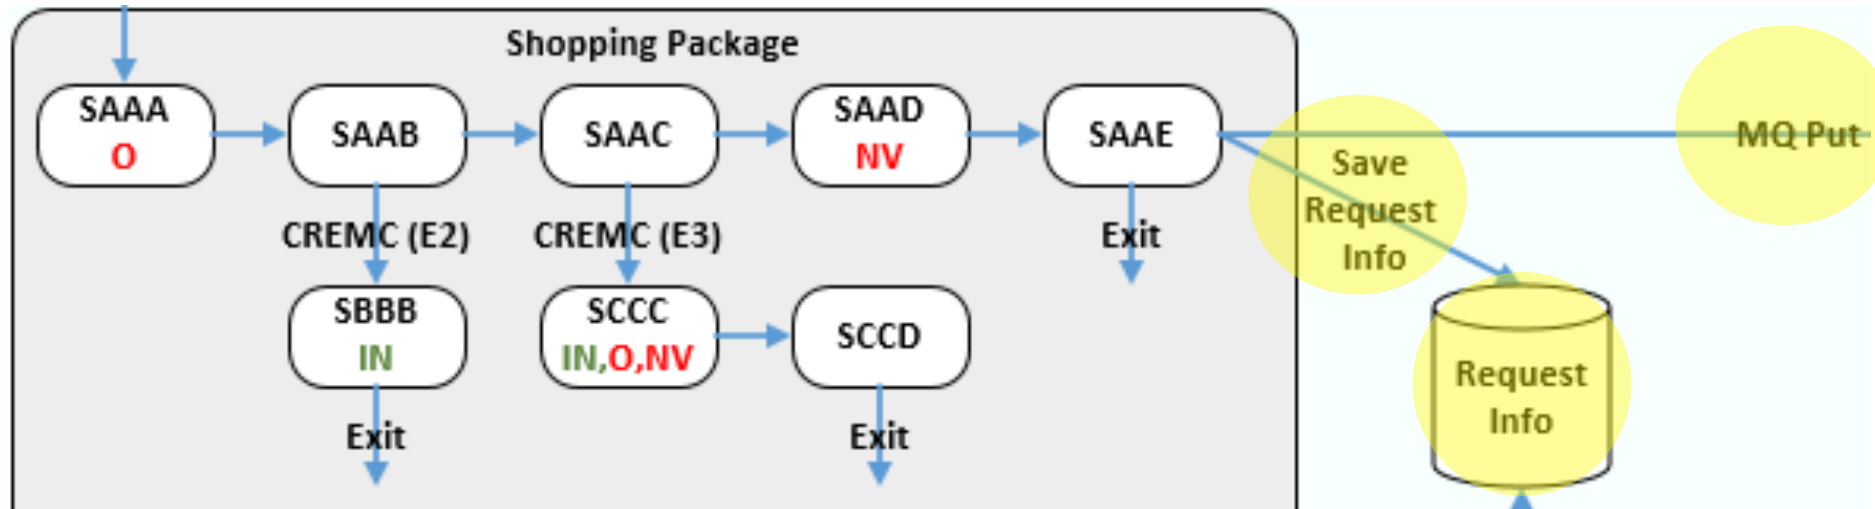 Shopping Package
SAAA
O
SAAB
SAAC
SAAD
NV
SAAE
MQ Put
Save
Request
Info
CREMC (E2)
CREMC (E3)
Exit
SBBB
IN
SCCC
IN,O,NV
SCCD
Request
Info
Exit
Exit